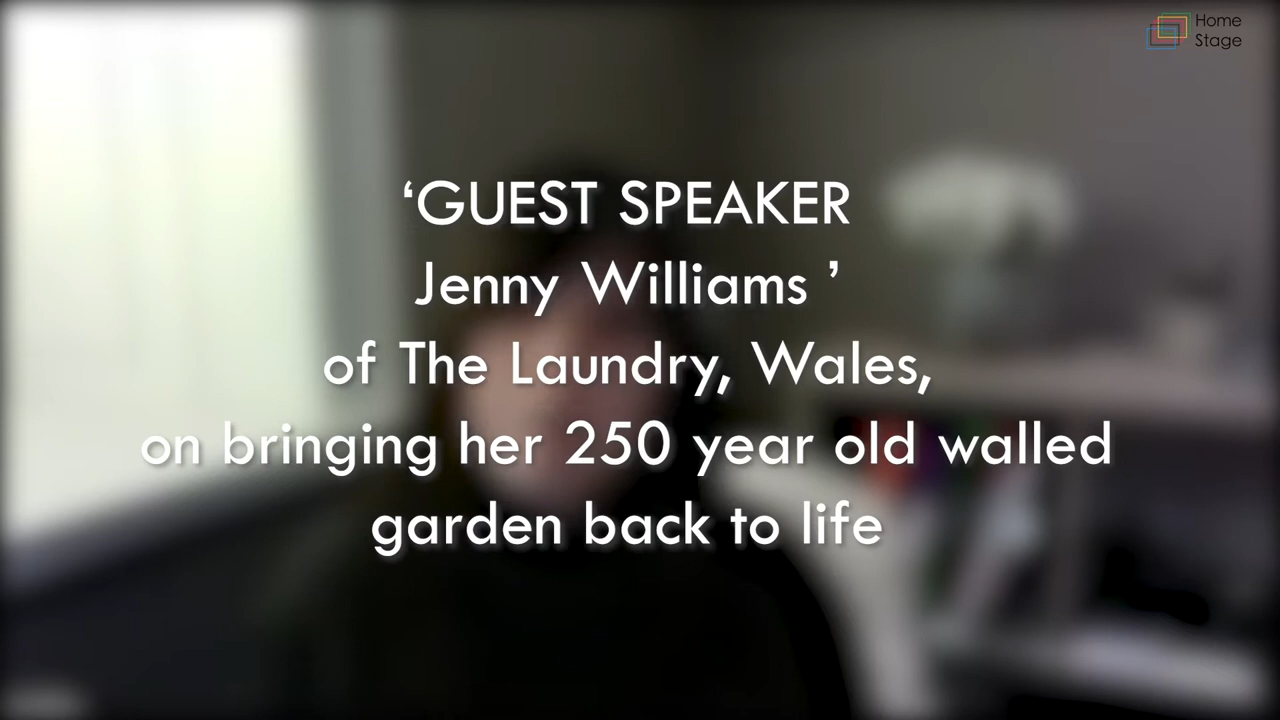 Home
Stage
‘GUEST SPEAKER
Jenny Williams ’
of The Laundry, Wales,
on bringing her 250 year old walled
garden back to life